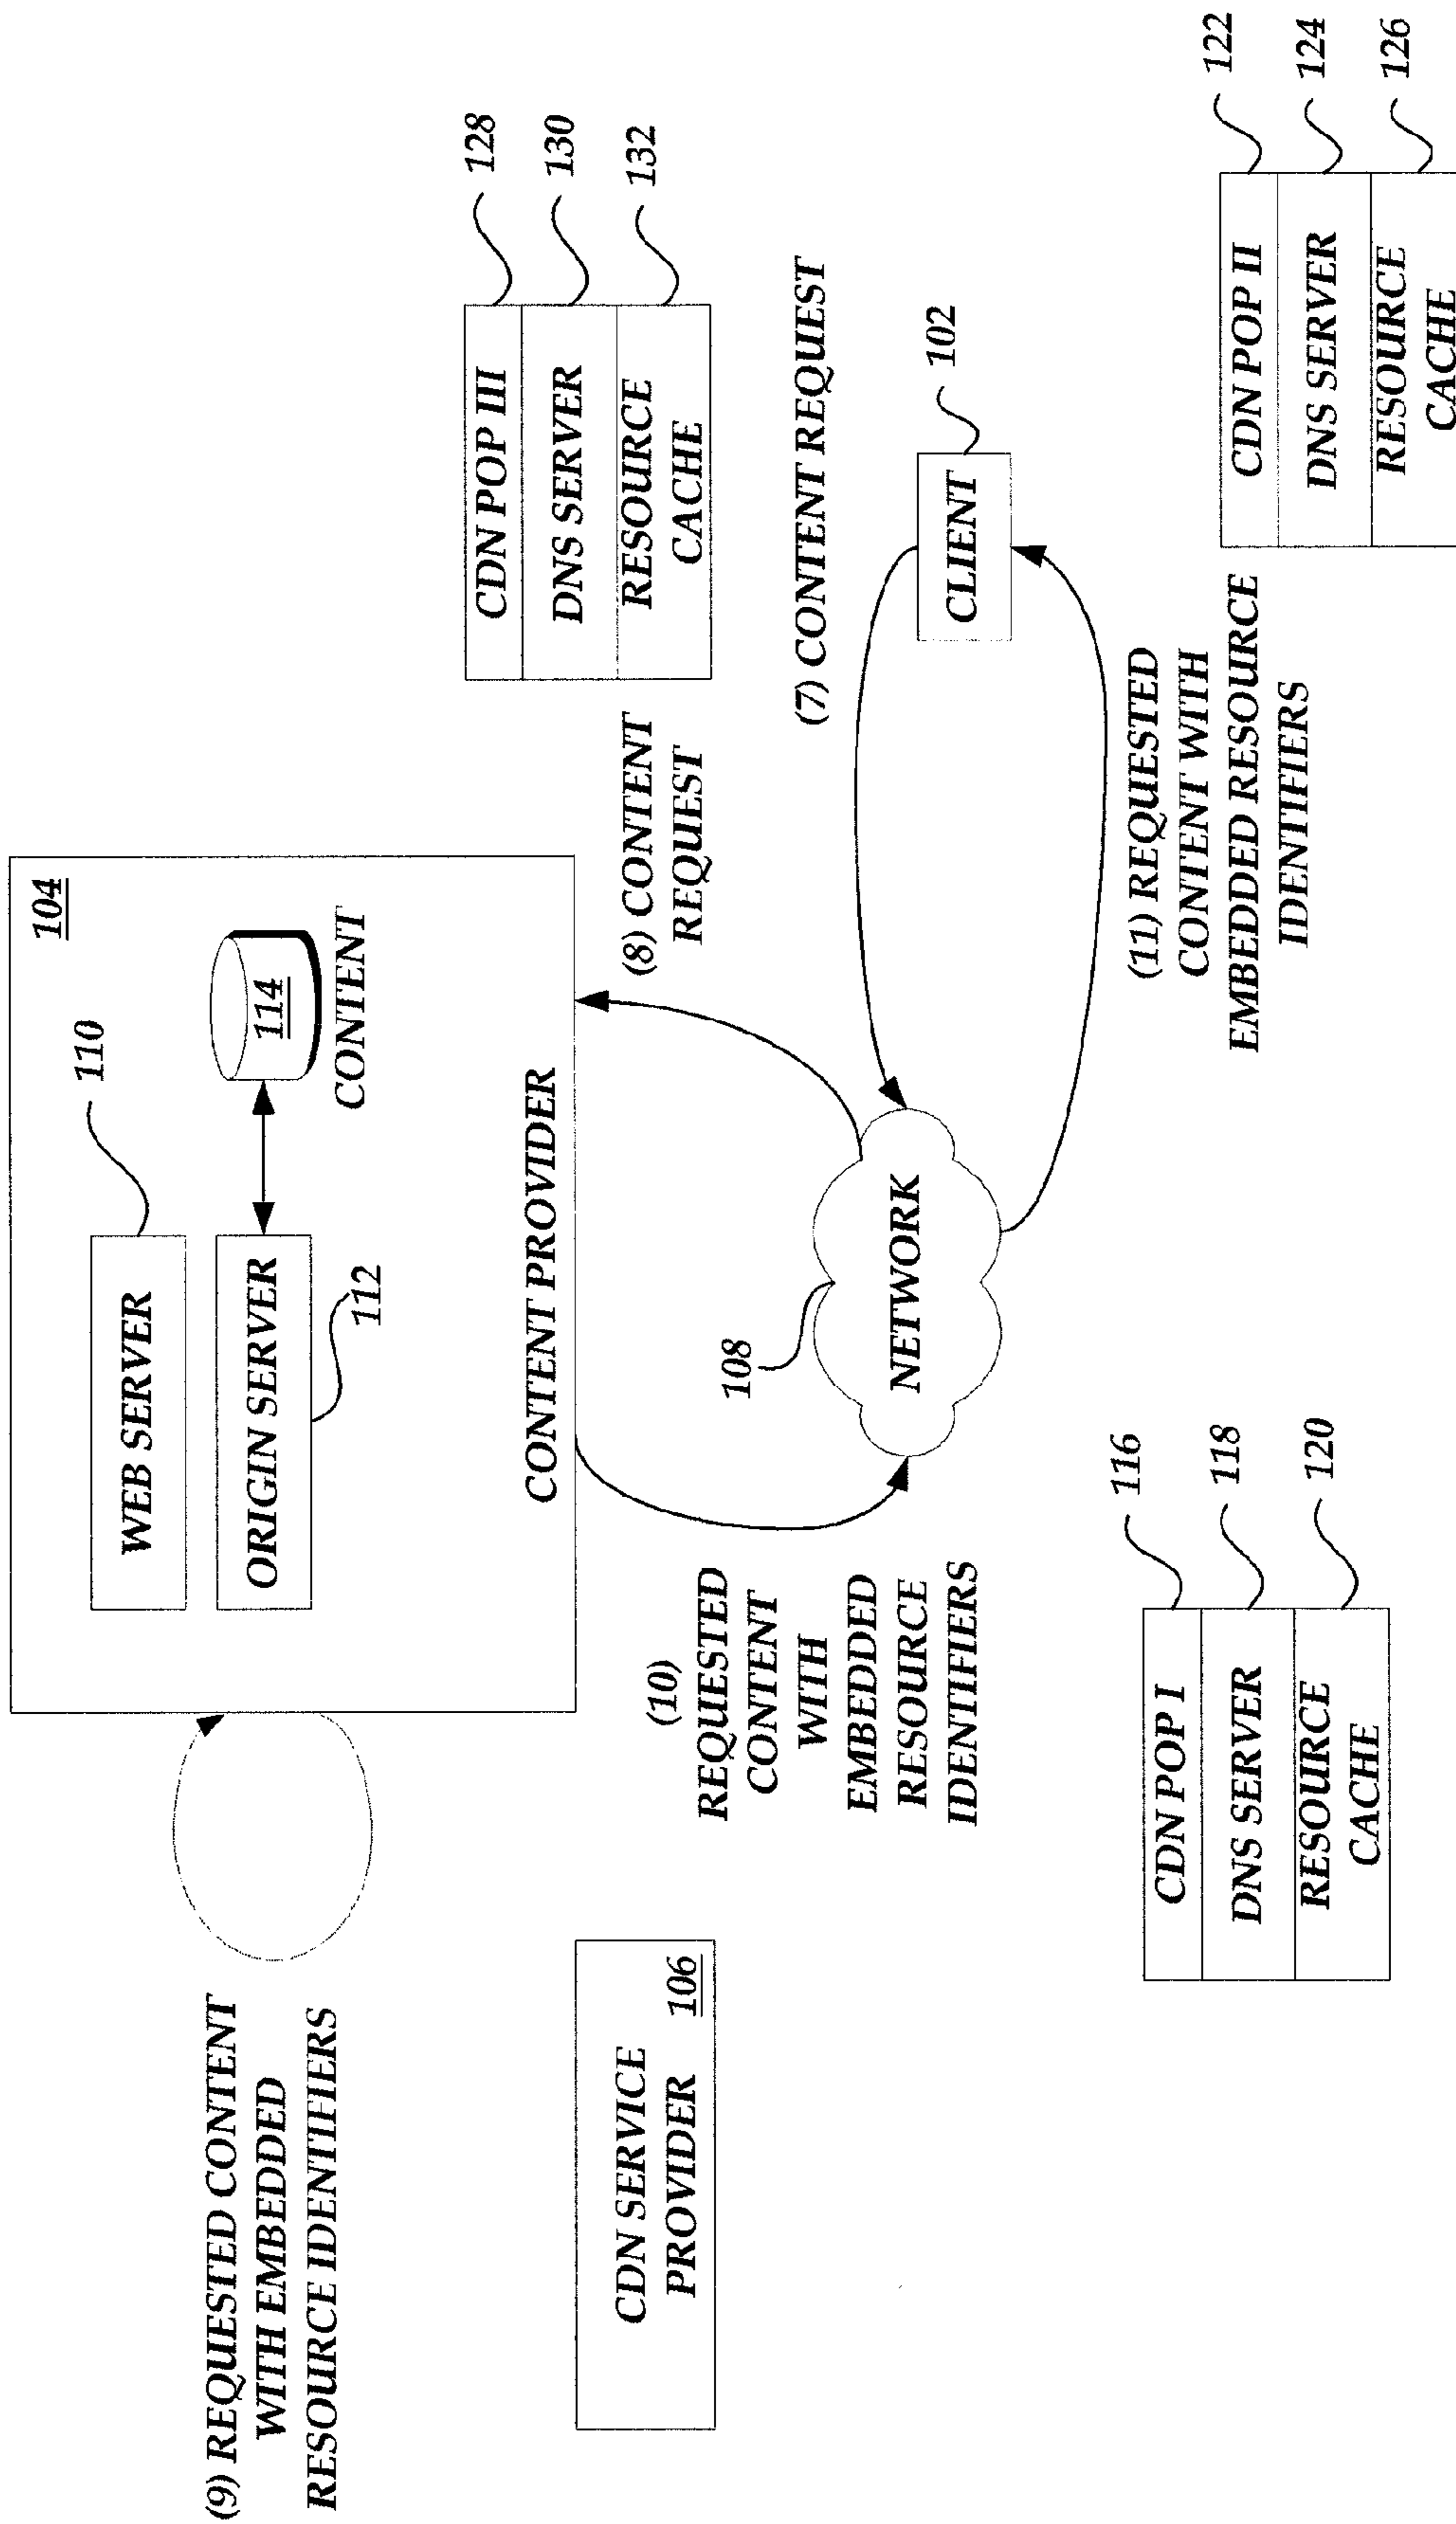 104
WEB SERVER
110
ORIGIN SERVER
112
114
CONTENT
CONTENT PROVIDER
(9) REQUESTED CONTENT
WITH EMBEDDED
RESOURCE IDENTIFIERS
CDN SERVICE
PROVIDER
106
(10)
REQUESTED
CONTENT
WITH
EMBEDDED
RESOURCE
IDENTIFIERS
(8) CONTENT
REQUEST
CDN POP III
DNS SERVER
RESOURCE
CACHE
128
130
132
108
NETWORK
(7) CONTENT REQUEST
CLIENT
102
(11) REQUESTED
CONTENT WITH
EMBEDDED RESOURCE
IDENTIFIERS
CDN POP I
DNS SERVER
RESOURCE
CACHE
116
118
120
CDN POP II
DNS SERVER
RESOURCE
CACHE
122
124
126